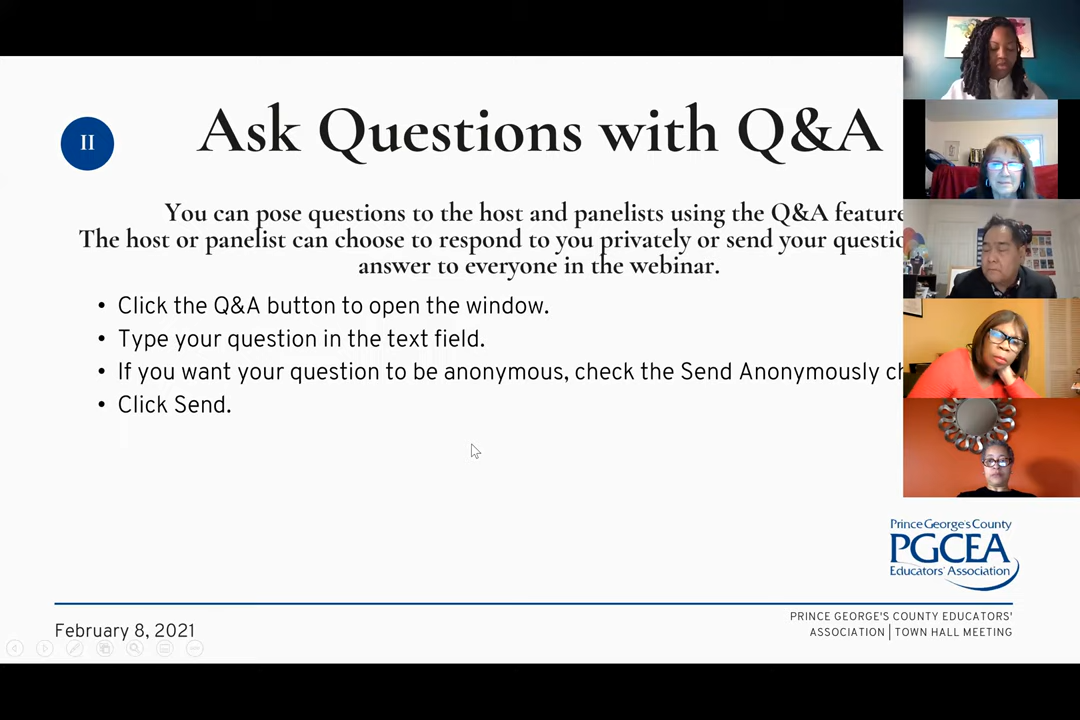 II
Ask Questions with Q&A
You can pose questions to the host and panelists using the Q&A feature
The host or panelist can choose to respond to you privately or send your questio
answer to everyone in the webinar.
• Click the Q&A button to open the window.
• Type your question in the text field.
• If you want your question to be anonymous, check the Send Anonymously ch
• Click Send.
Prince George's County
PGCEA
Educators' Association
February 8, 2021
PRINCE GEORGE'S COUNTY EDUCATORS'
ASSOCIATION | TOWN HALL MEETING